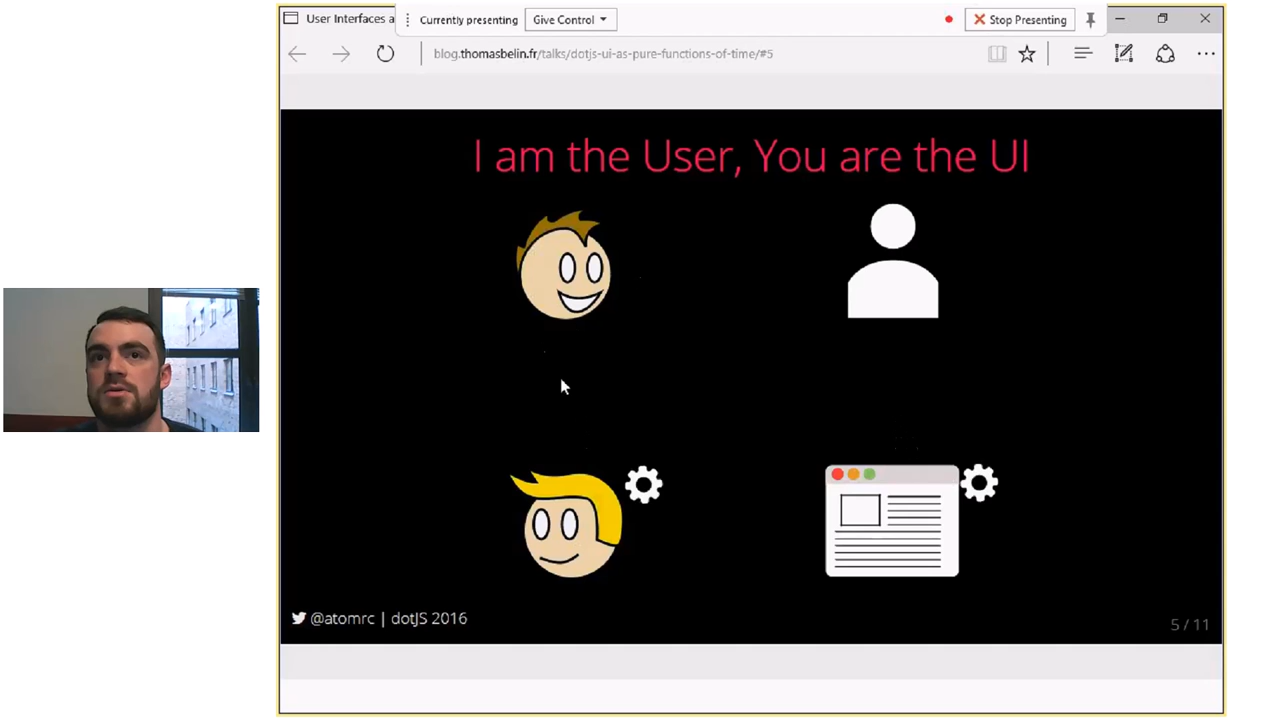 User Interfaces a
Currently presenting
Give Control
Stop Presenting
blog.thomasbelin.fr/talks/dotjs-ui-as-pure-functions-of-time/#5
I am the User, You are the UI
@atomrc | dotJS 2016
5 / 11